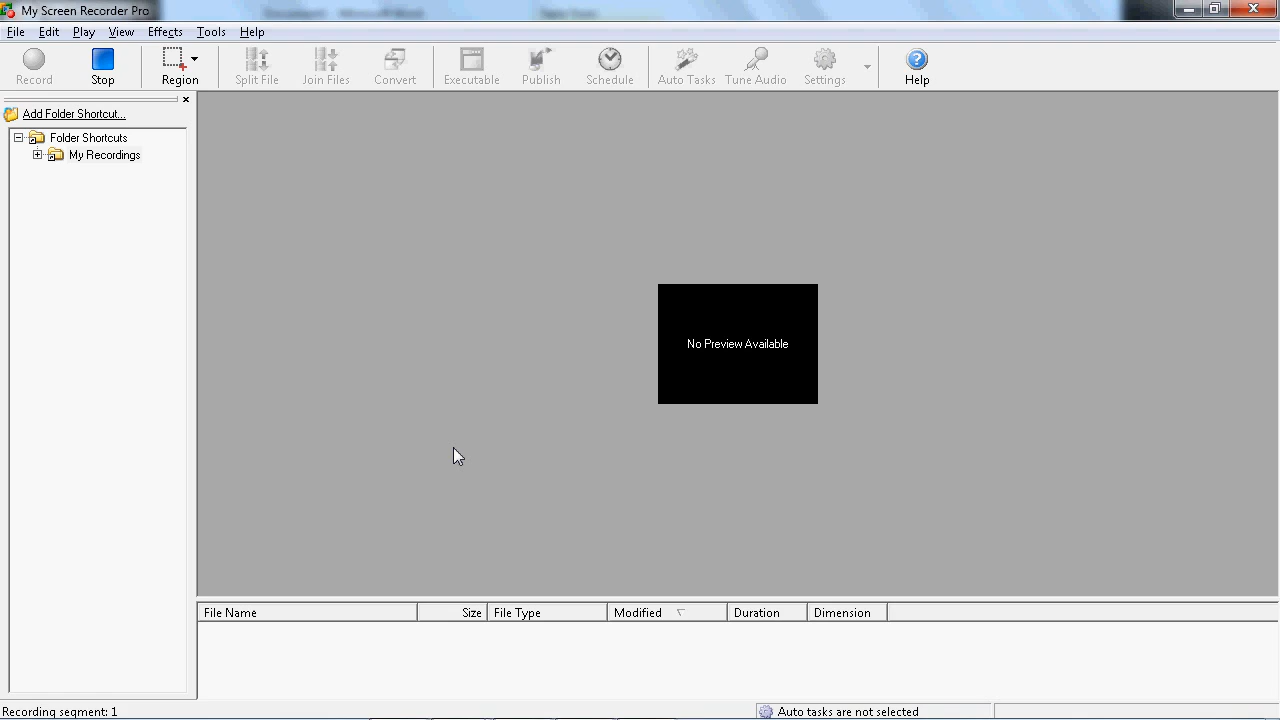 My Screen Recorder Pro
File Edit Play View Effects Tools Help
Record Stop Region Split File Join Files Convert Executable Publish Schedule Auto Tasks Tune Audio Settings Help
Add Folder Shortcut...
Folder Shortcuts
My Recordings
No Preview Available
File Name Size File Type Modified Duration Dimension
Recording segment: 1 Auto tasks are not selected